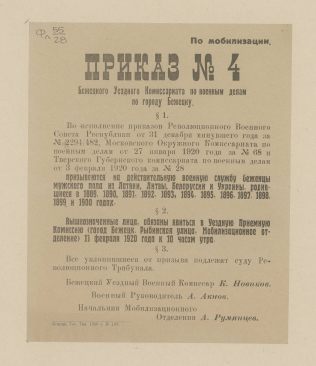 55
28
По мобилизации.
ПРИКАЗ № 4
Бежецкого Уездного Комиссариата по военным делам
по городу Бежецку.
§ 1.
Во исполнение приказов Революционного Военного
Совета Республики от 31 декабря минувшего года за
№ 2294/482, Московского Окружного Комиссариата
по военным делам от 27 января 1920 года за № 68 и
Тверского Губернского комиссариата по военным делам
от 3 февраля 1920 года за № 28
призываются на действительную военную службу беженцы
мужского пола из Латвии, Литвы, Белоруссии и Украины, родив-
шиеся в 1889, 1890, 1891, 1892, 1893, 1894, 1895, 1896, 1897, 1898,
1899, и 1900 годах.
§ 2.
Вышеозначенные лица, обязаны явиться в Уездную Приемную
Комиссию (город Бежецк, Рыбинская улица, Мобилизационное от-
деление) 11 февраля 1920 года к 10 часам утра.
§ 3.
Все уклонившиеся от призыва подлежат суду Ре-
волюционного Трибунала.
Бежецкий Уездный Военный Комиссар К. Новиков.
Военный Руководитель А.
Начальник Мобилизационного
Отделения А. Румянцев.